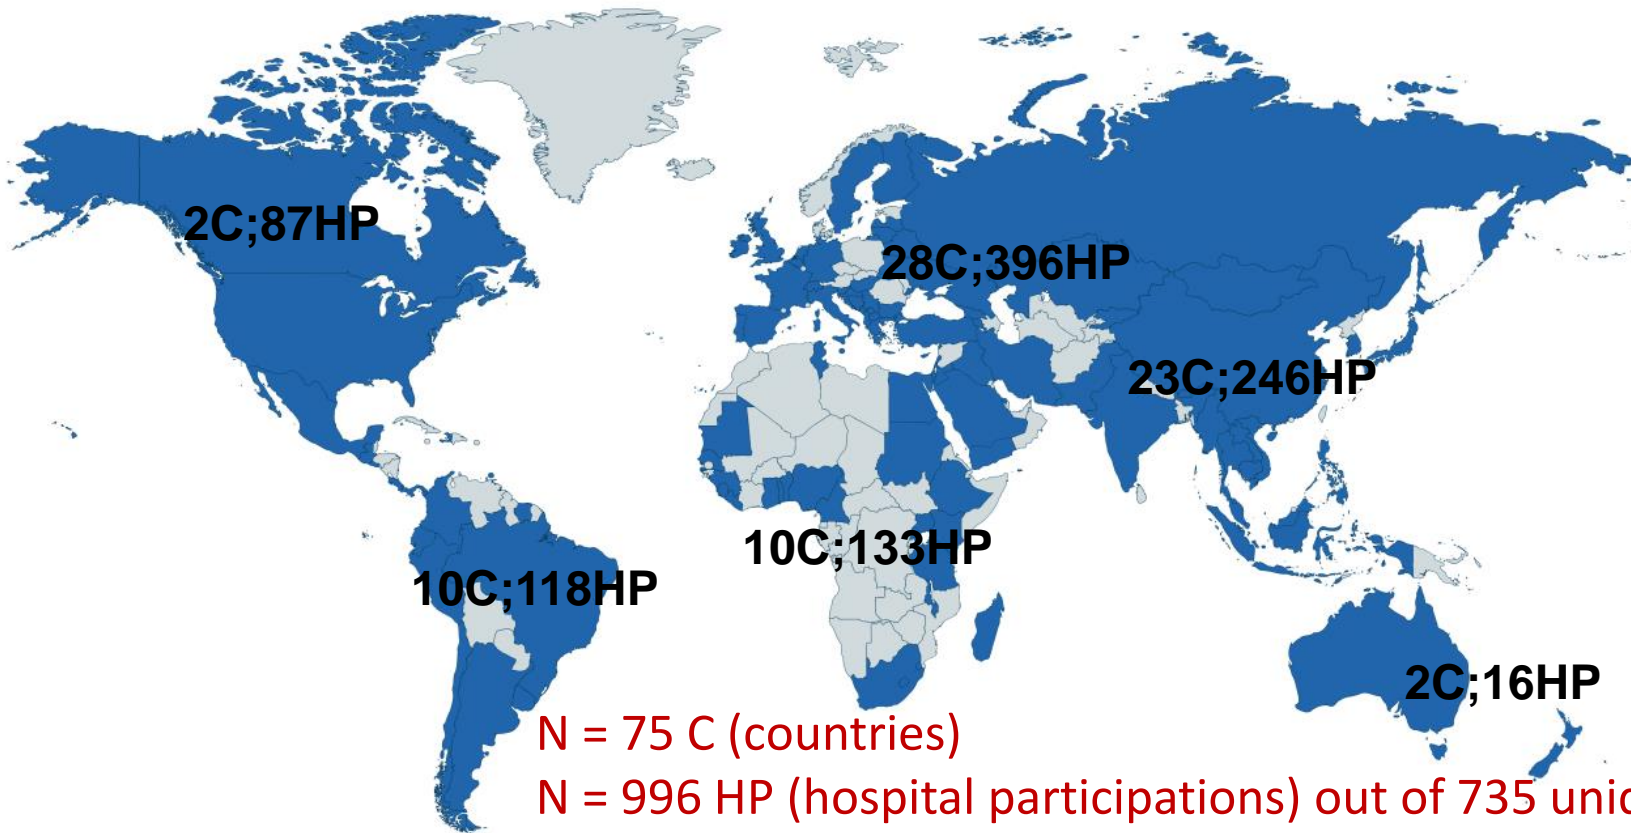 2C;87HP
28C;396HP
23C;246HP
10C;133HP
10C;118HP
2C;16HP
N = 75 C (countries)
N = 996 HP (hospital participations) out of 735